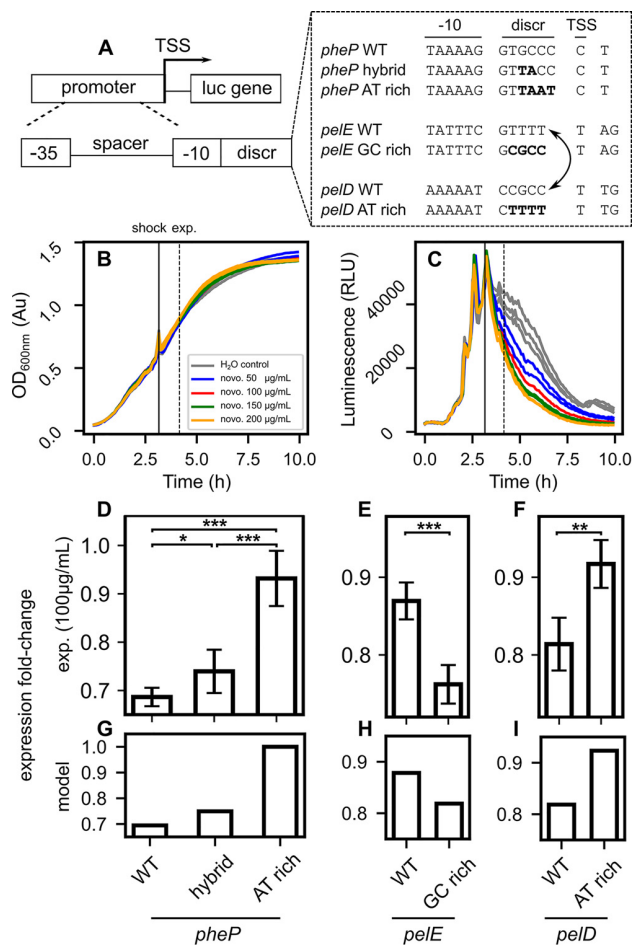 A
TSS
promoter
luc gene
-35
spacer
-10
discr
-10 discr TSS
pheP WT TAAAAG GTGCCC C T
pheP hybrid TAAAAG GTTACC C T
pheP AT rich TAAAAG GTTAAT C T
pelE WT TATTTC GTTTT T AG
pelE GC rich TATTTC GCGCC T AG
pelD WT AAAAAT CCGCC T TG
pelD AT rich AAAAAT CTTTT T TG
shock exp.
B
OD600nm (Au)
1.5
1.0
0.5
0.0
H2O control
novo. 50 µg/mL
novo. 100 µg/mL
novo. 150 µg/mL
novo. 200 µg/mL
0.0 2.5 5.0 7.5 10.0
Time (h)
C
Luminescence (RLU)
40000
20000
0
0.0 2.5 5.0 7.5 10.0
Time (h)
expression fold-change
exp. (100µg/mL)
D
***
* ***
1.0
0.9
0.8
0.7
E
***
0.9
0.8
F
**
0.9
0.8
model
G
1.0
0.9
0.8
0.7
WT hybrid AT rich
pheP
H
0.9
0.8
WT GC rich
pelE
I
0.9
0.8
WT AT rich
pelD